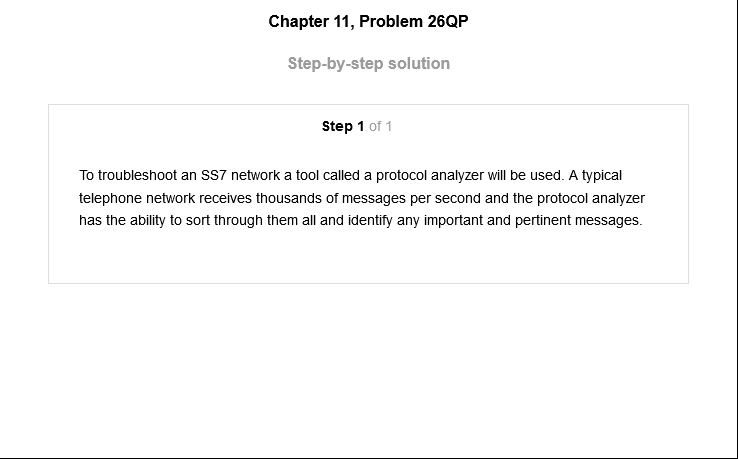 Chapter 11, Problem 26QP
Step-by-step solution
Step 1 of 1
To troubleshoot an SS7 network a tool called a protocol analyzer will be used. A typical
telephone network receives thousands of messages per second and the protocol analyzer
has the ability to sort through them all and identify any important and pertinent messages.